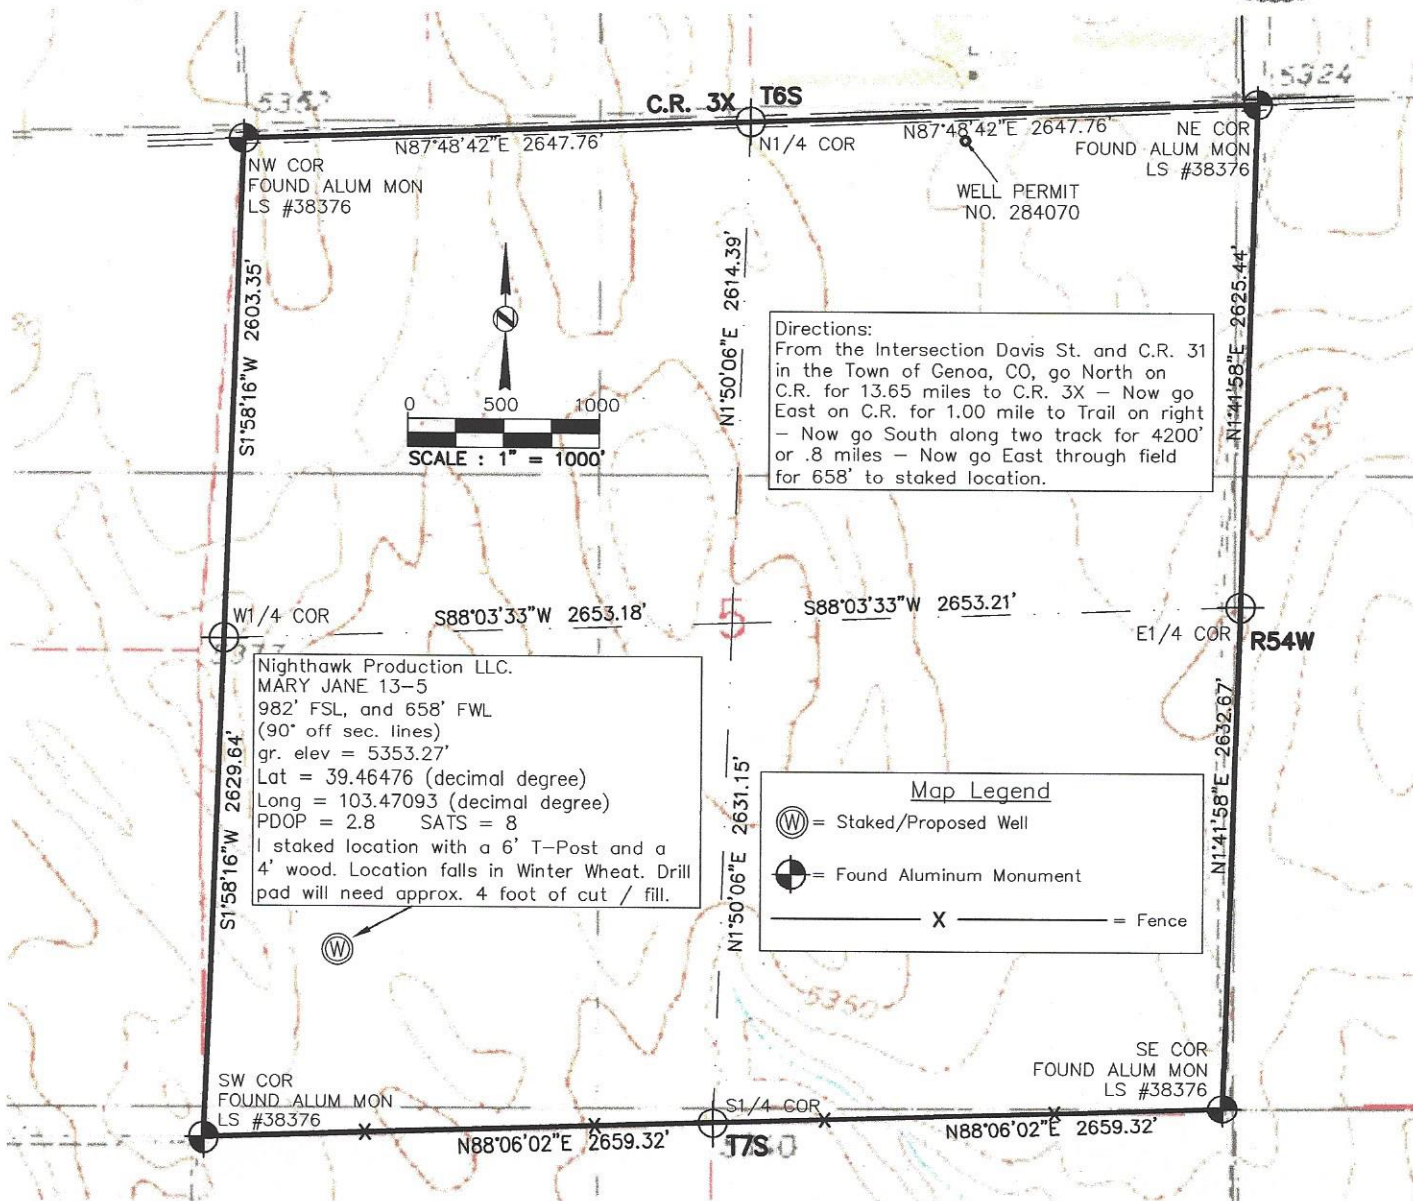 5324
5352
C.R. 3X
T6S
N87°48'42"E 2647.76'
N1/4 COR
N87°48'42"E 2647.76'
NE COR
FOUND ALUM MON
LS #38376
NW COR
FOUND ALUM MON
LS #38376
WELL PERMIT
NO. 284070
S1°58'16"W 2603.35'
N1°50'06"E 2614.39'
N1°41'58"E 2625.44'
Directions:
From the Intersection Davis St. and C.R. 31
in the Town of Genoa, CO, go North on
C.R. for 13.65 miles to C.R. 3X – Now go
East on C.R. for 1.00 mile to Trail on right
– Now go South along two track for 4200'
or .8 miles – Now go East through field
for 658' to staked location.
0 500 1000
SCALE : 1" = 1000'
5350
W1/4 COR
S88°03'33"W 2653.18'
5
S88°03'33"W 2653.21'
E1/4 COR
R54W
Nighthawk Production LLC.
MARY JANE 13–5
982' FSL, and 658' FWL
(90° off sec. lines)
gr. elev = 5353.27'
Lat = 39.46476 (decimal degree)
Long = 103.47093 (decimal degree)
PDOP = 2.8 SATS = 8
I staked location with a 6' T–Post and a
4' wood. Location falls in Winter Wheat. Drill
pad will need approx. 4 foot of cut / fill.
S1°58'16"W 2629.64'
N1°50'06"E 2631.15'
N1°41'58"E 2632.67'
Map Legend
W = Staked/Proposed Well
= Found Aluminum Monument
X = Fence
W
5350
SW COR
FOUND ALUM MON
LS #38376
S1/4 COR
SE COR
FOUND ALUM MON
LS #38376
N88°06'02"E 2659.32'
T7S
N88°06'02"E 2659.32'